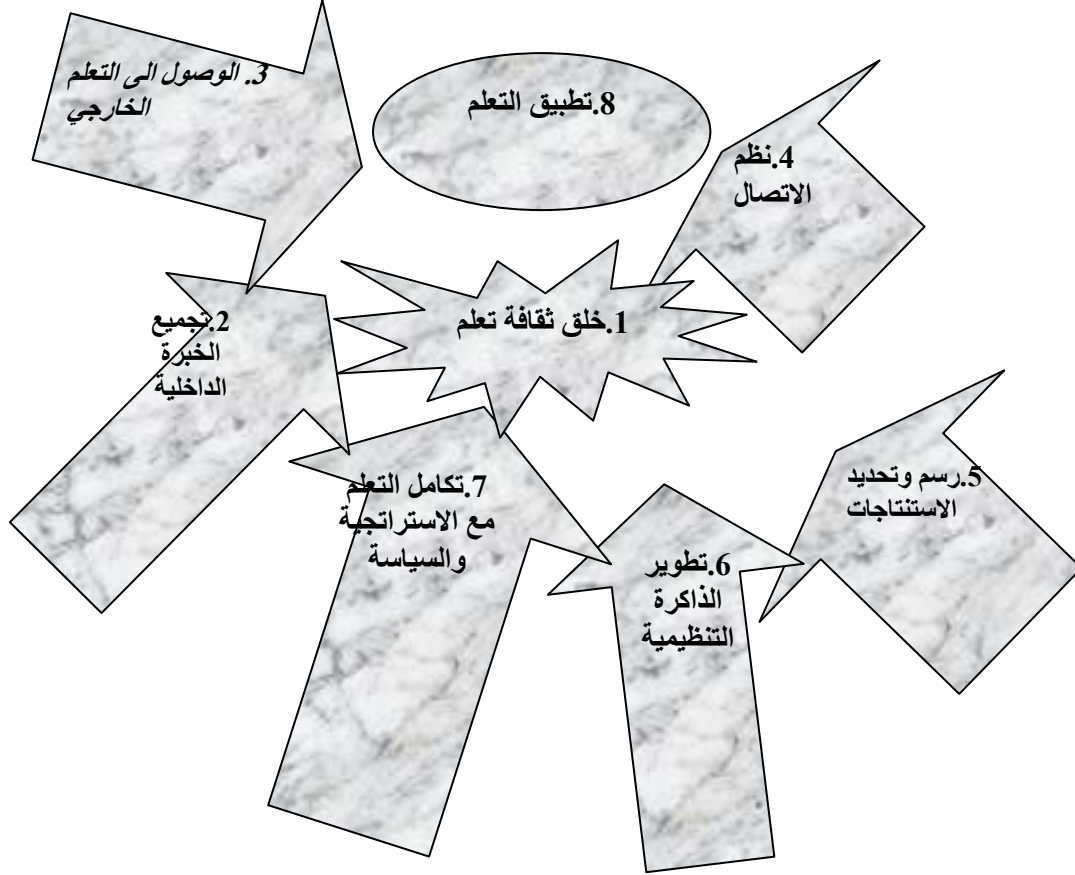 3. الوصول الى التعلم
الخارجي
8.تطبيق التعلم
4.نظم
الاتصال
2.تجميع
الخبرة
الداخلية
1.خلق ثقافة تعلم
7.تكامل التعلم
مع الاستراتجية
والسياسة
6.تطوير
الذاكرة
التنظيمية
5.رسم وتحديد
الاستنتاجات